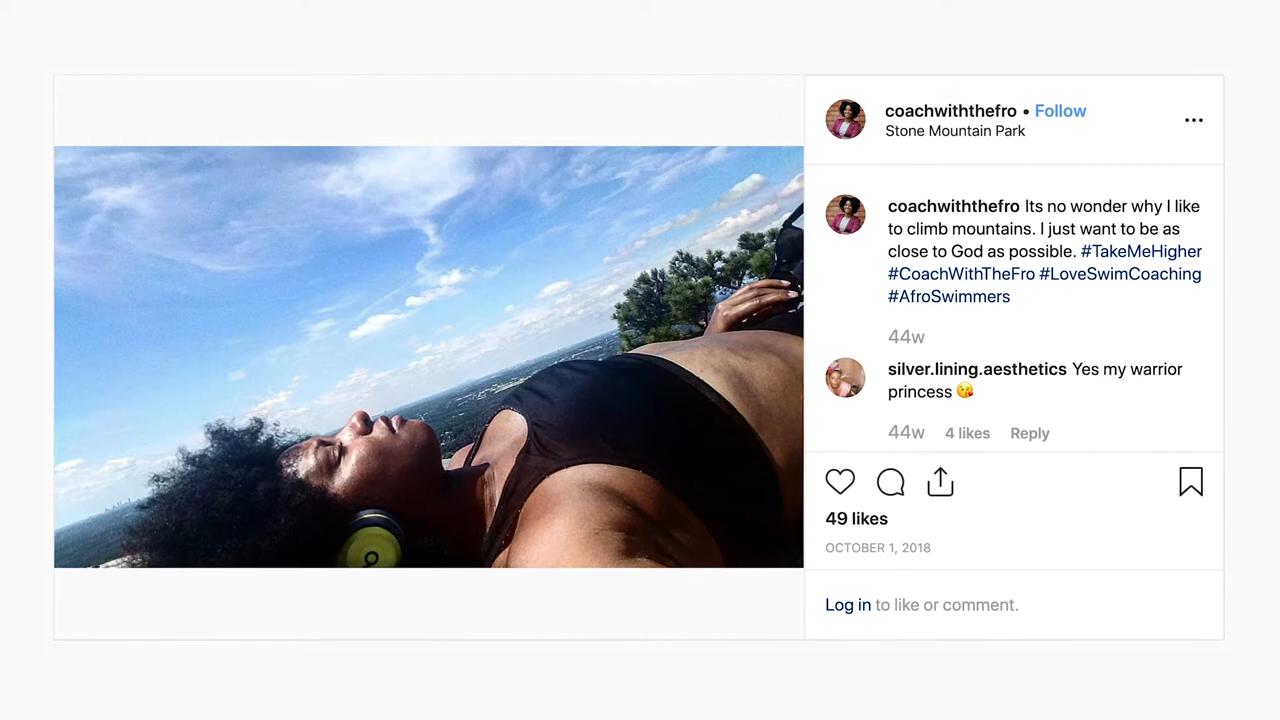 coachwiththefro • Follow
Stone Mountain Park
coachwiththefro Its no wonder why I like
to climb mountains. I just want to be as
close to God as possible. #TakeMeHigher
#CoachWithTheFro #LoveSwimCoaching
#AfroSwimmers
44w
silver.lining.aesthetics Yes my warrior
princess 😘
44w 4 likes Reply
49 likes
OCTOBER 1, 2018
Log in to like or comment.